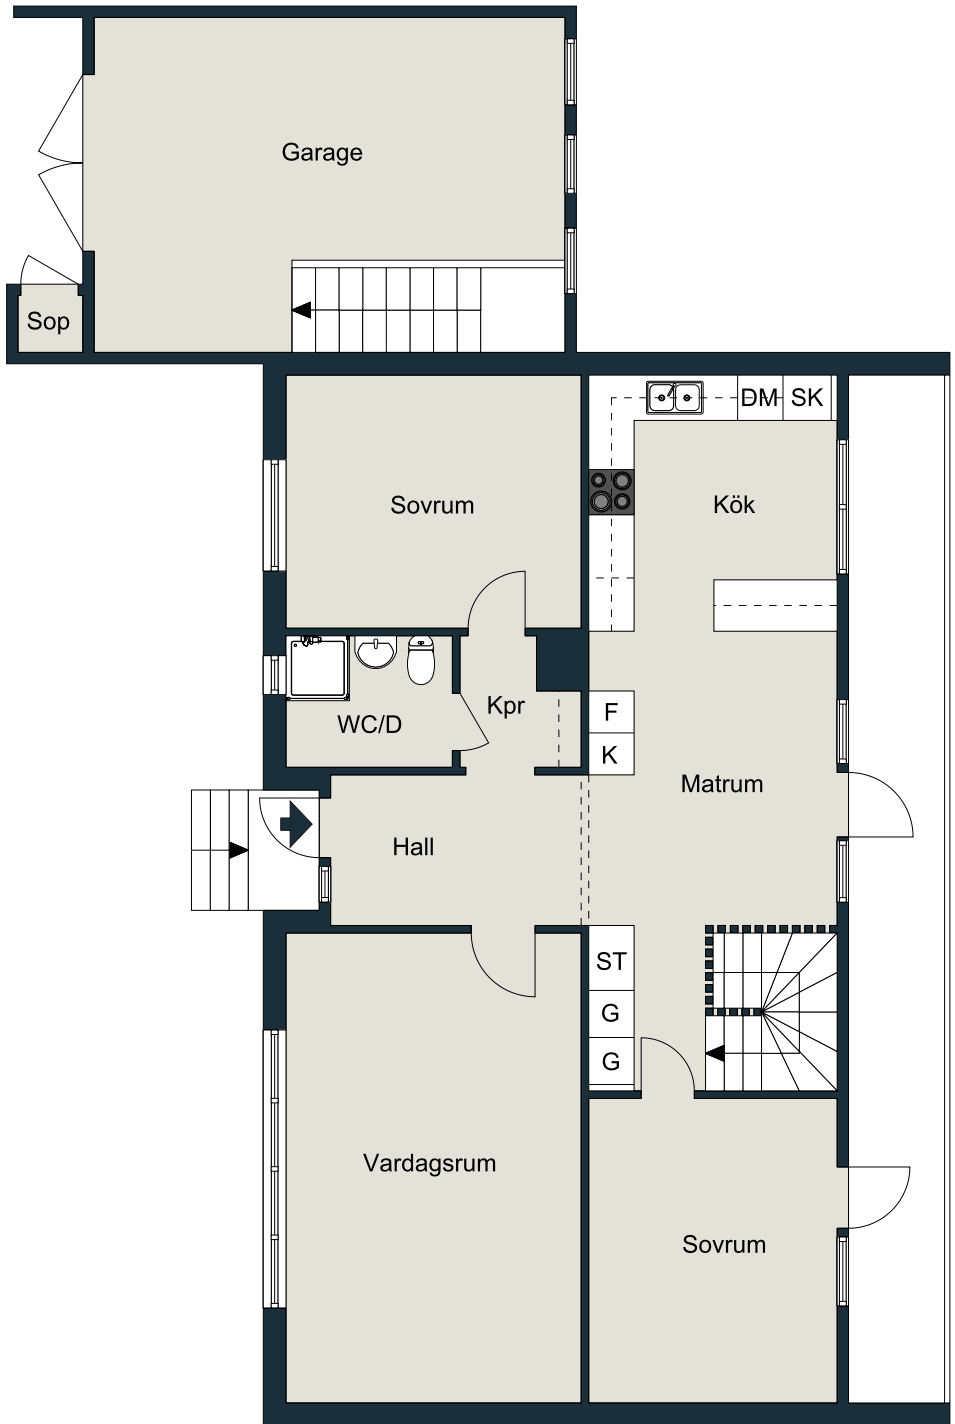 Garage
Sop
DM SK
Sovrum
Kök
Kpr
F
WC/D
K
Matrum
Hall
ST
G
G
Vardagsrum
Sovrum